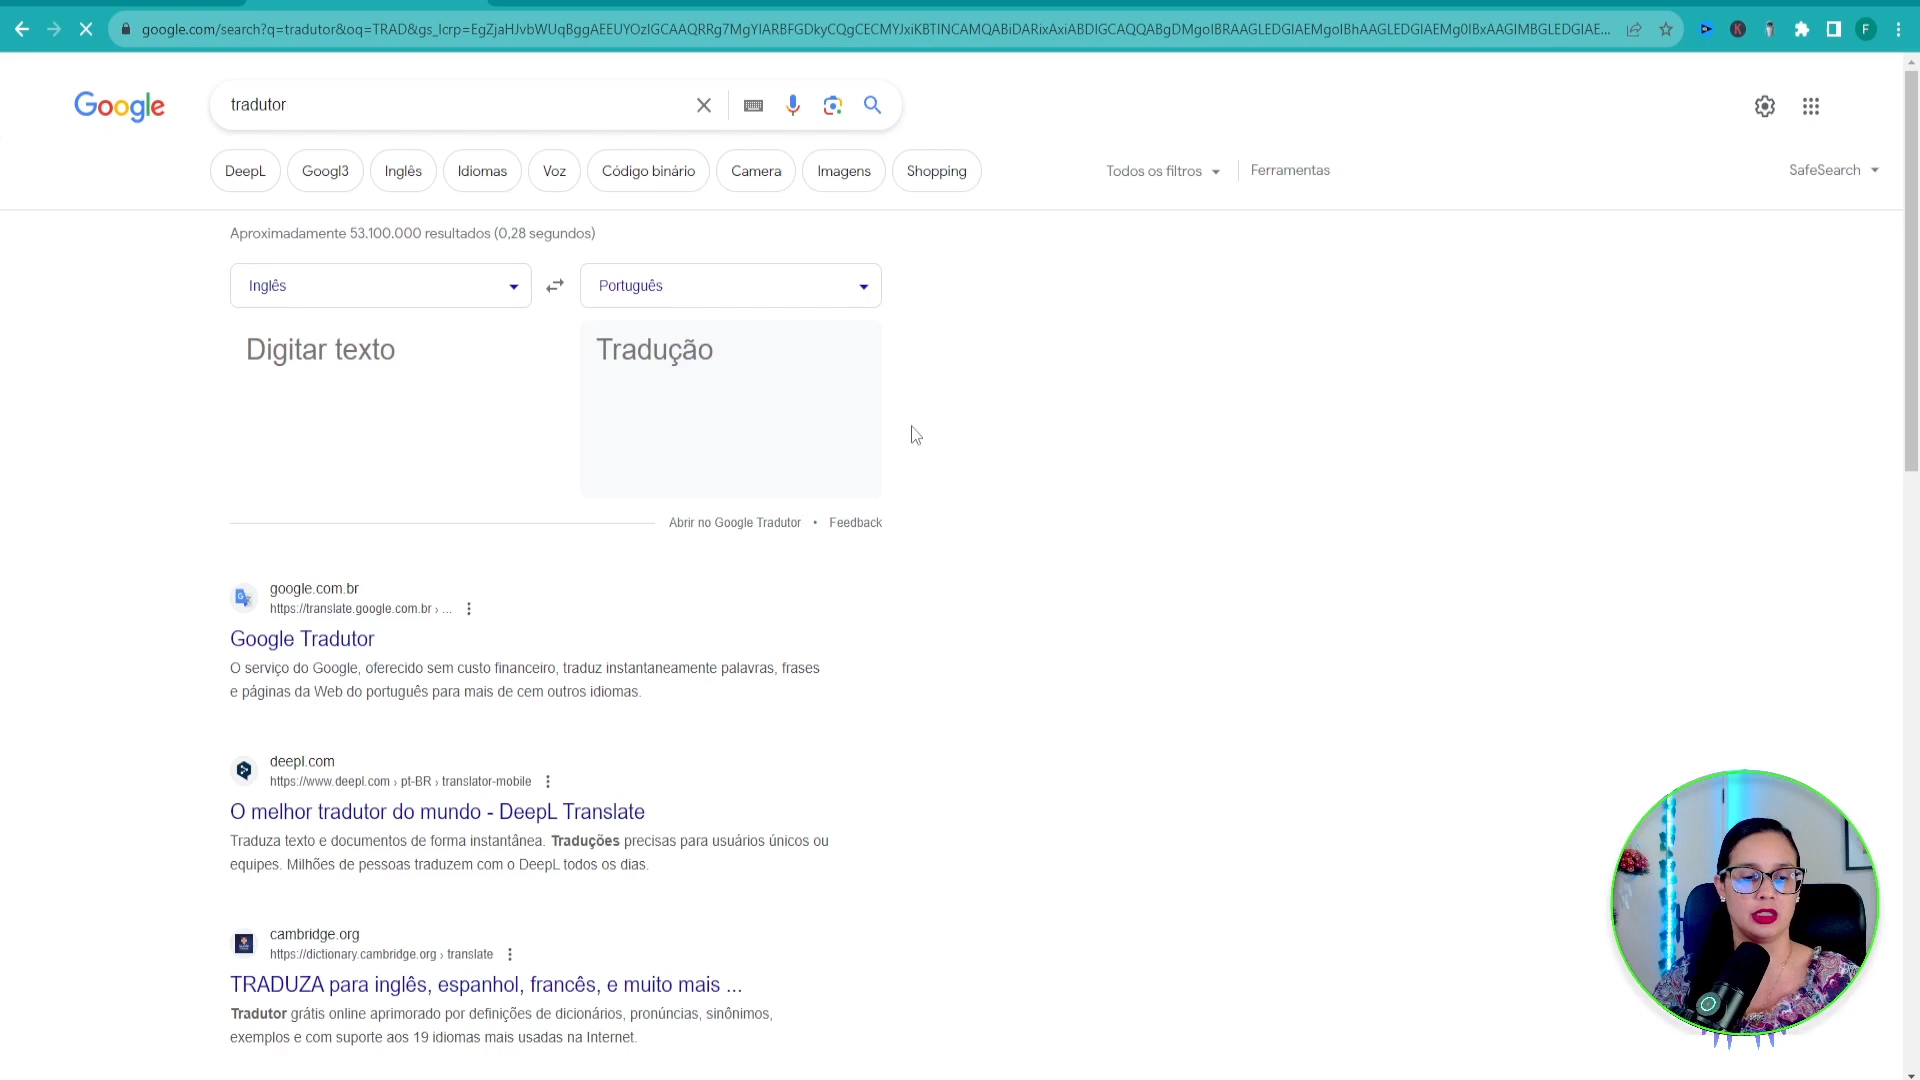 google.com/search?q=tradutor&oq=TRAD&gs_lcrp=EgZjaHJvbWUqBggAEEUYOzIGCAAQRRg7MgYIARBFGDkyCQgCECMYJxiKBTINCAMQABiDARixAxiABDIGCAQQABgDMgoIBRAAGLEDGIAEMgoIBhAAGLEDGIAEMg0IBxAAGIMBGLEDGIAE...
F
Google
tradutor
DeepL Googl3 Inglês Idiomas Voz Código binário Camera Imagens Shopping Todos os filtros Ferramentas SafeSearch
Aproximadamente 53.100.000 resultados (0,28 segundos)
Inglês Português
Digitar texto Tradução
Abrir no Google Tradutor • Feedback
google.com.br
https://translate.google.com.br › ...
Google Tradutor
O serviço do Google, oferecido sem custo financeiro, traduz instantaneamente palavras, frases
e páginas da Web do português para mais de cem outros idiomas.
deepl.com
https://www.deepl.com › pt-BR › translator-mobile
O melhor tradutor do mundo - DeepL Translate
Traduza texto e documentos de forma instantânea. Traduções precisas para usuários únicos ou
equipes. Milhões de pessoas traduzem com o DeepL todos os dias.
cambridge.org
https://dictionary.cambridge.org › translate
TRADUZA para inglês, espanhol, francês, e muito mais ...
Tradutor grátis online aprimorado por definições de dicionários, pronúncias, sinônimos,
exemplos e com suporte aos 19 idiomas mais usadas na Internet.